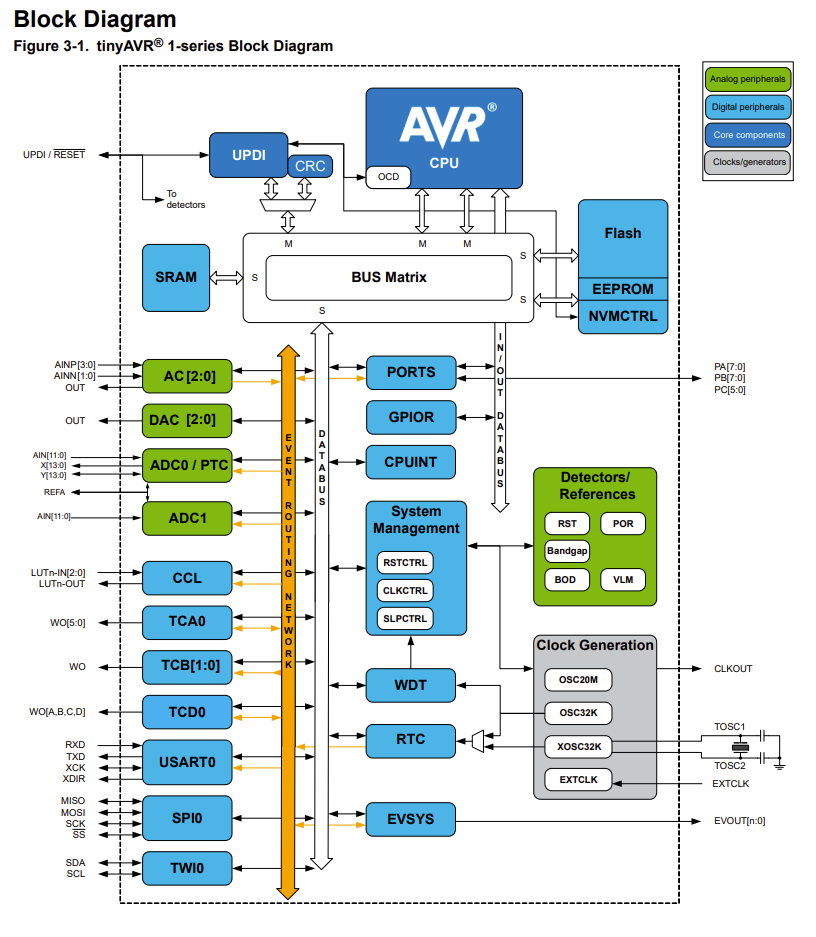 Block Diagram
Figure 3-1. tinyAVR® 1-series Block Diagram
Analog peripherals
Digital peripherals
Core components
Clocks/generators
AVR®
CPU
OCD
UPDI
CRC
UPDI / RESET
To
detectors
M
M
M
Flash
EEPROM
NVMCTRL
SRAM
S
BUS Matrix
S
S
S
IN/OUT DATABUS
EVENT ROUTING NETWORK
DATABUS
AINP[3:0]
AINN[1:0]
OUT
AC [2:0]
PORTS
PA[7:0]
PB[7:0]
PC[5:0]
OUT
DAC [2:0]
GPIOR
AIN[11:0]
X[13:0]
Y[13:0]
ADC0 / PTC
CPUINT
REFA
AIN[11:0]
ADC1
System
Management
RSTCTRL
CLKCTRL
SLPCTRL
Detectors/
References
RST
POR
Bandgap
BOD
VLM
LUTn-IN[2:0]
LUTn-OUT
CCL
WO[5:0]
TCA0
WO
TCB[1:0]
WDT
Clock Generation
OSC20M
OSC32K
XOSC32K
EXTCLK
CLKOUT
TOSC1
TOSC2
EXTCLK
WO[A,B,C,D]
TCD0
RTC
RXD
TXD
XCK
XDIR
USART0
MISO
MOSI
SCK
SS
SPI0
EVSYS
EVOUT[n:0]
SDA
SCL
TWI0